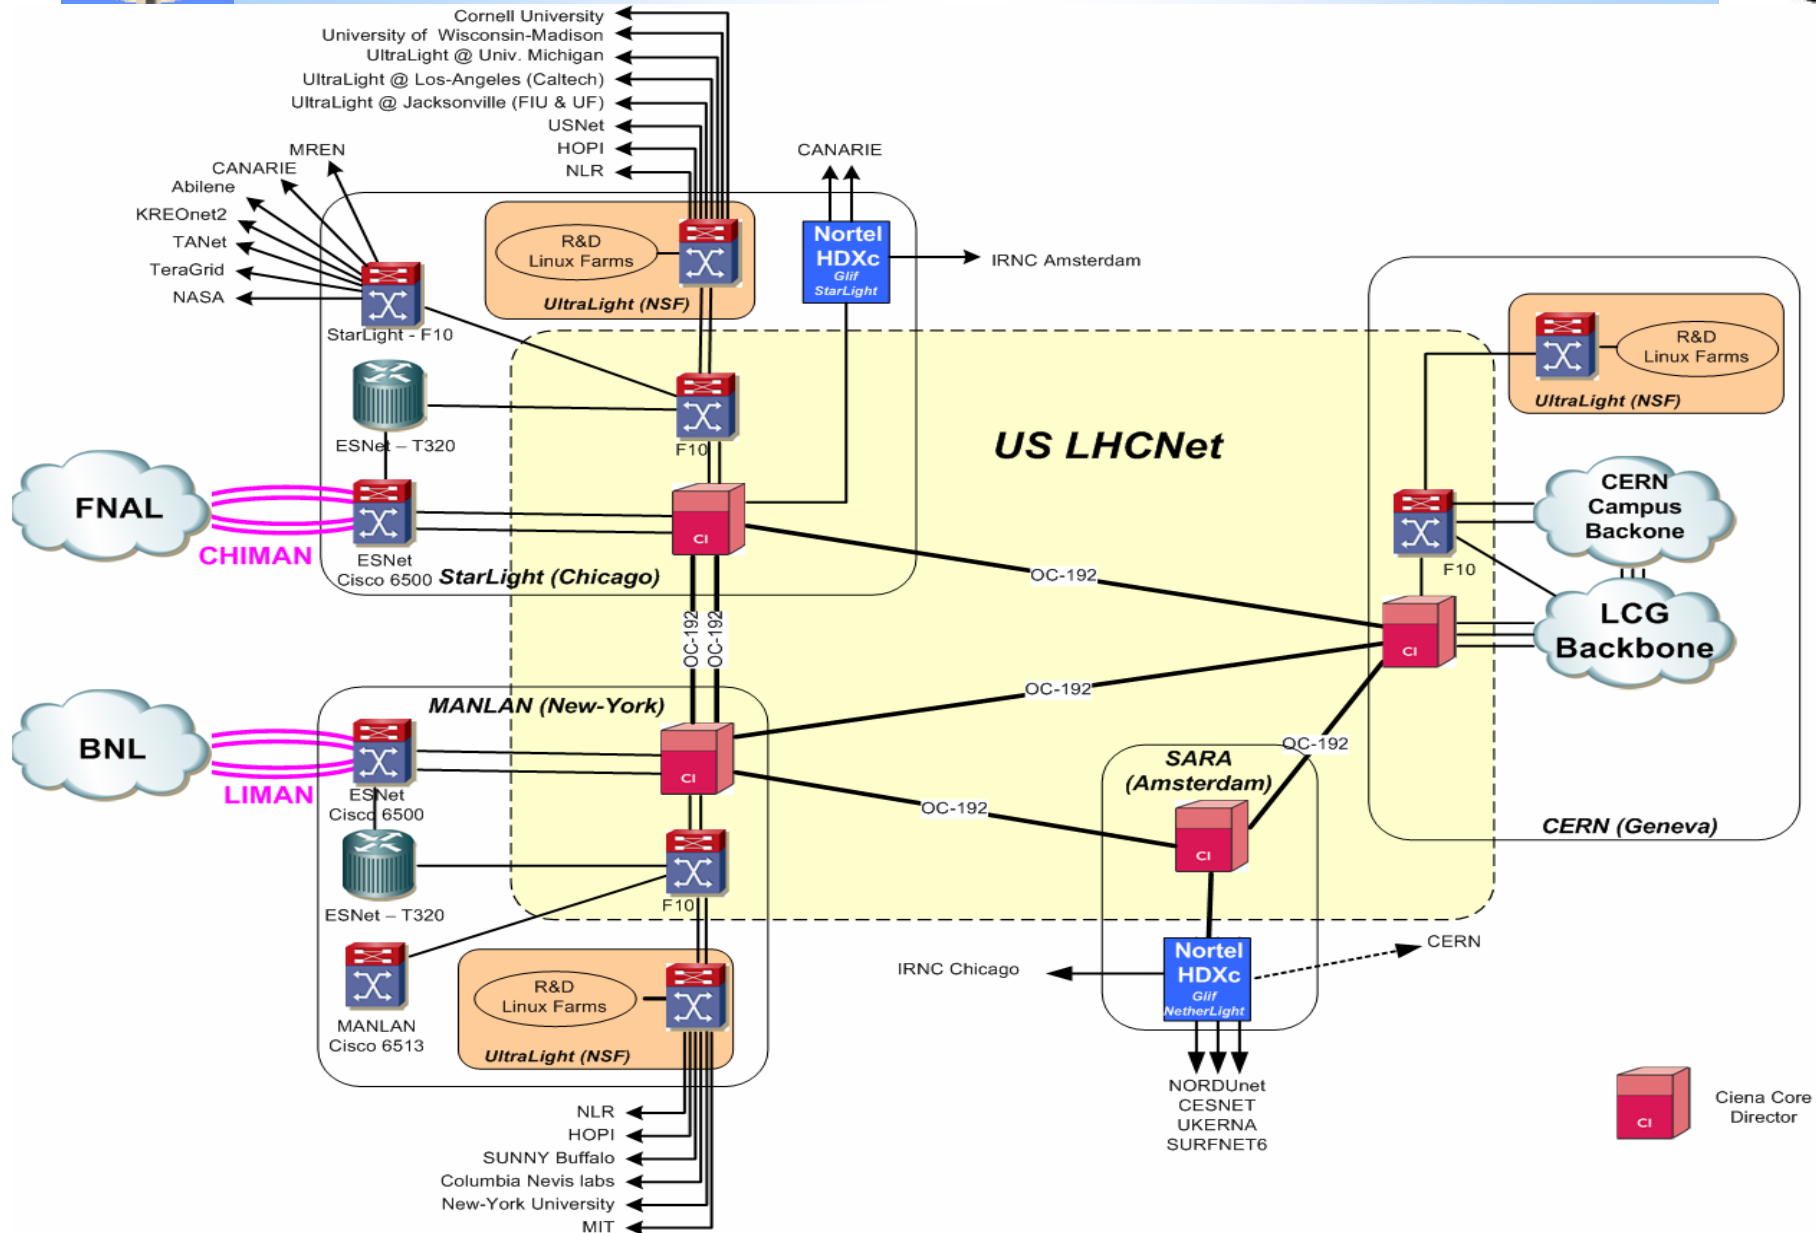 Cornell University
University of Wisconsin-Madison
UltraLight @ Univ. Michigan
UltraLight @ Los-Angeles (Caltech)
UltraLight @ Jacksonville (FIU & UF)
USNet
HOPI
NLR
MREN
CANARIE
Abilene
KREOnet2
TANet
TeraGrid
NASA
StarLight - F10
R&D
Linux Farms
UltraLight (NSF)
CANARIE
Nortel
HDXc
Glif
StarLight
IRNC Amsterdam
ESNet – T320
F10
US LHCNet
R&D
Linux Farms
UltraLight (NSF)
FNAL
CHIMAN
ESNet
Cisco 6500
StarLight (Chicago)
CI
OC-192
OC-192
OC-192
F10
CERN
Campus
Backone
LCG
Backbone
CI
OC-192
OC-192
CERN (Geneva)
MANLAN (New-York)
BNL
LIMAN
ESNet
Cisco 6500
CI
OC-192
SARA
(Amsterdam)
CI
ESNet – T320
F10
MANLAN
Cisco 6513
R&D
Linux Farms
UltraLight (NSF)
IRNC Chicago
Nortel
HDXc
Glif
NetherLight
CERN
NORDUnet
CESNET
UKERNA
SURFNET6
NLR
HOPI
SUNNY Buffalo
Columbia Nevis labs
New-York University
MIT
CI
Ciena Core
Director